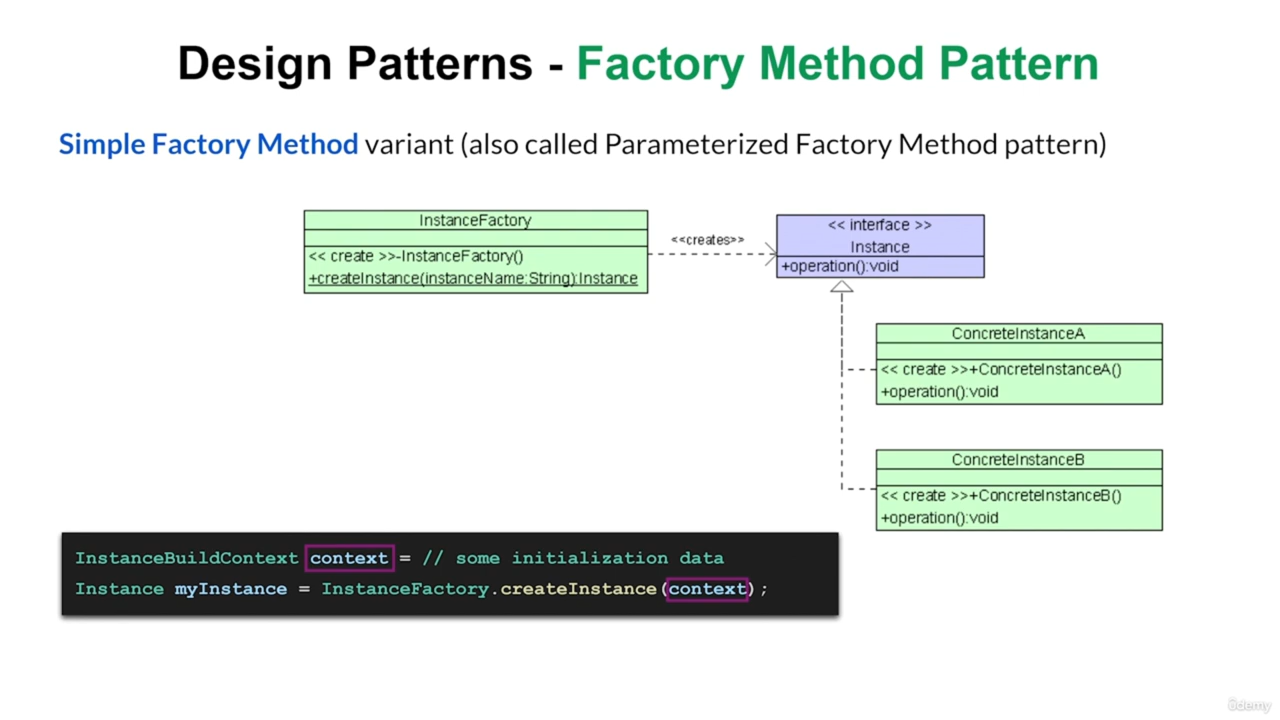 Design Patterns - Factory Method Pattern
Simple Factory Method variant (also called Parameterized Factory Method pattern)
InstanceFactory
<< create >>-InstanceFactory()
+createInstance(instanceName:String):Instance
<<creates>>
<< interface >>
Instance
+operation():void
ConcreteInstanceA
<< create >>+ConcreteInstanceA()
+operation():void
ConcreteInstanceB
<< create >>+ConcreteInstanceB()
+operation():void
InstanceBuildContext context = // some initialization data
Instance myInstance = InstanceFactory.createInstance(context);
ûdemy